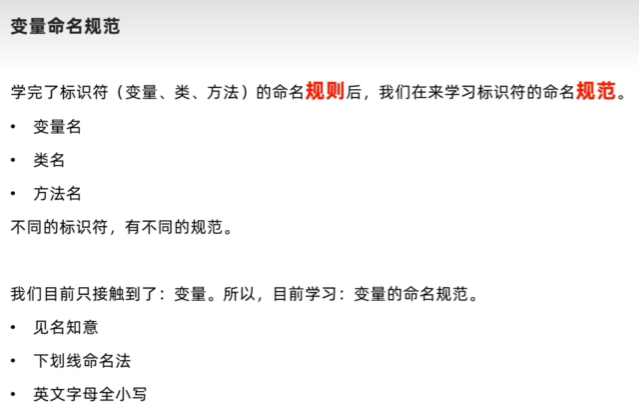 变量命名规范
学完了标识符（变量、类、方法）的命名规则后，我们在来学习标识符的命名规范。
• 变量名
• 类名
• 方法名
不同的标识符，有不同的规范。
我们目前只接触到了：变量。所以，目前学习：变量的命名规范。
• 见名知意
• 下划线命名法
• 英文字母全小写